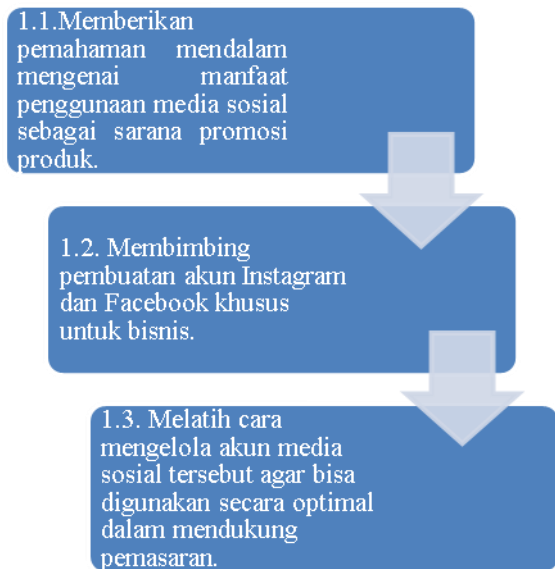 1.1.Memberikan
pemahaman mendalam
mengenai manfaat
penggunaan media sosial
sebagai sarana promosi
produk.
1.2. Membimbing
pembuatan akun Instagram
dan Facebook khusus
untuk bisnis.
1.3. Melatih cara
mengelola akun media
sosial tersebut agar bisa
digunakan secara optimal
dalam mendukung
pemasaran.